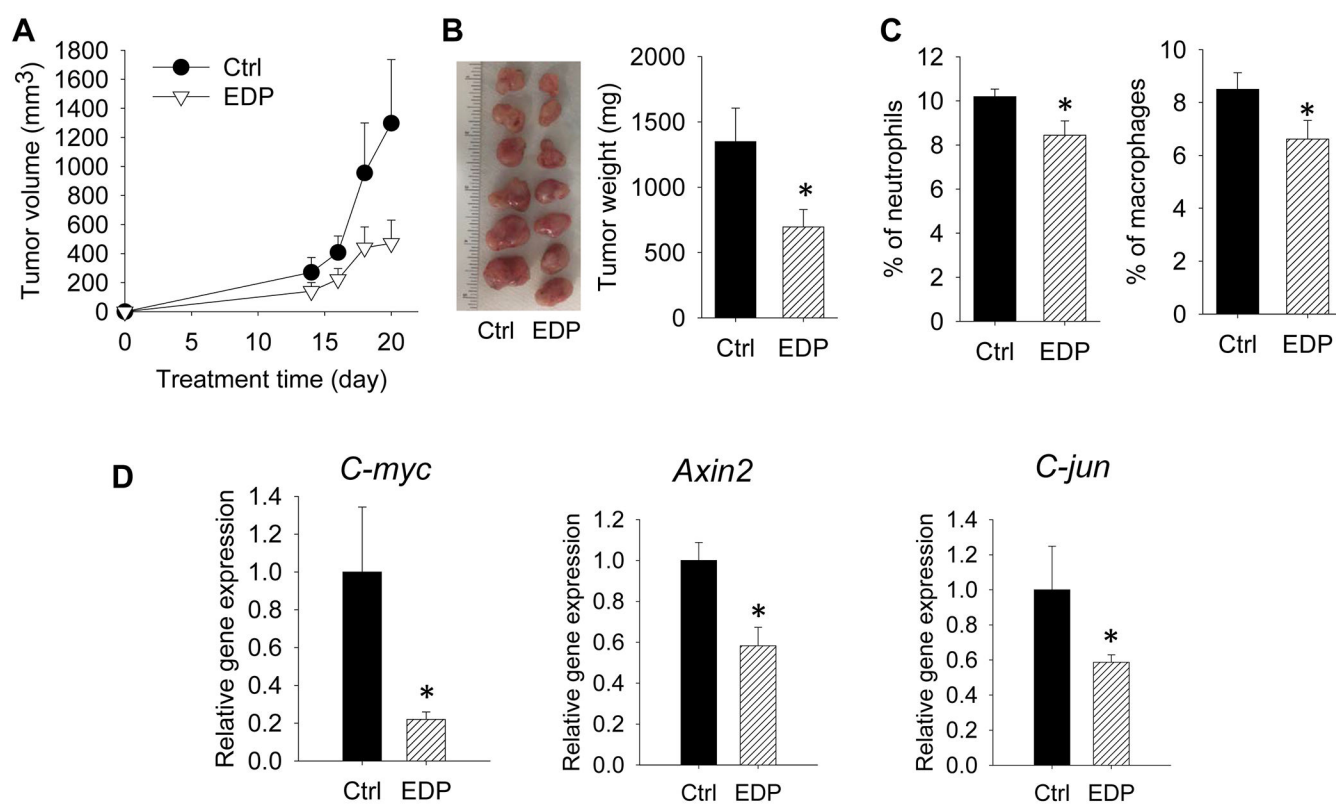 A
Tumor volume (mm3)
1800
1600
1400
1200
1000
800
600
400
200
0
Ctrl
EDP
0
5
10
15
20
Treatment time (day)
B
Ctrl
EDP
Tumor weight (mg)
2000
1500
1000
500
0
*
Ctrl
EDP
C
% of neutrophils
12
10
8
6
4
2
0
*
Ctrl
EDP
% of macrophages
10
8
6
4
2
0
*
Ctrl
EDP
D
C-myc
Relative gene expression
1.4
1.2
1.0
0.8
0.6
0.4
0.2
0.0
*
Ctrl
EDP
Axin2
Relative gene expression
1.2
1.0
0.8
0.6
0.4
0.2
0.0
*
Ctrl
EDP
C-jun
Relative gene expression
1.4
1.2
1.0
0.8
0.6
0.4
0.2
0.0
*
Ctrl
EDP